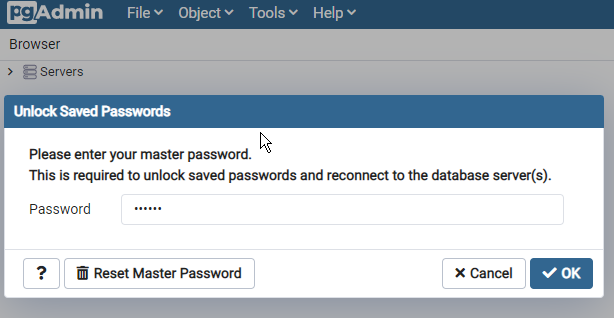 pgAdmin File Object Tools Help
Browser
Servers
Unlock Saved Passwords
Please enter your master password.
This is required to unlock saved passwords and reconnect to the database server(s).
Password ••••••
? Reset Master Password Cancel OK